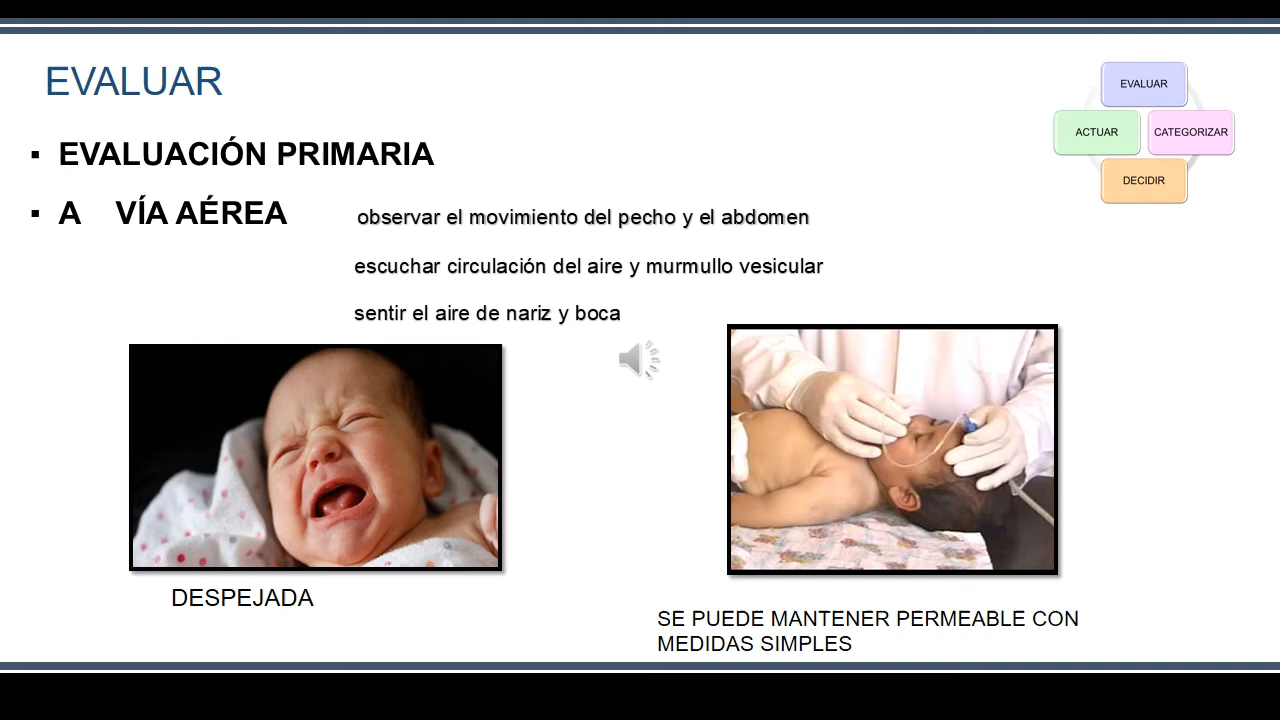 EVALUAR
EVALUACIÓN PRIMARIA
A VÍA AÉREA
observar el movimiento del pecho y el abdomen
escuchar circulación del aire y murmullo vesicular
sentir el aire de nariz y boca
DESPEJADA
SE PUEDE MANTENER PERMEABLE CON
MEDIDAS SIMPLES
EVALUAR
ACTUAR
CATEGORIZAR
DECIDIR